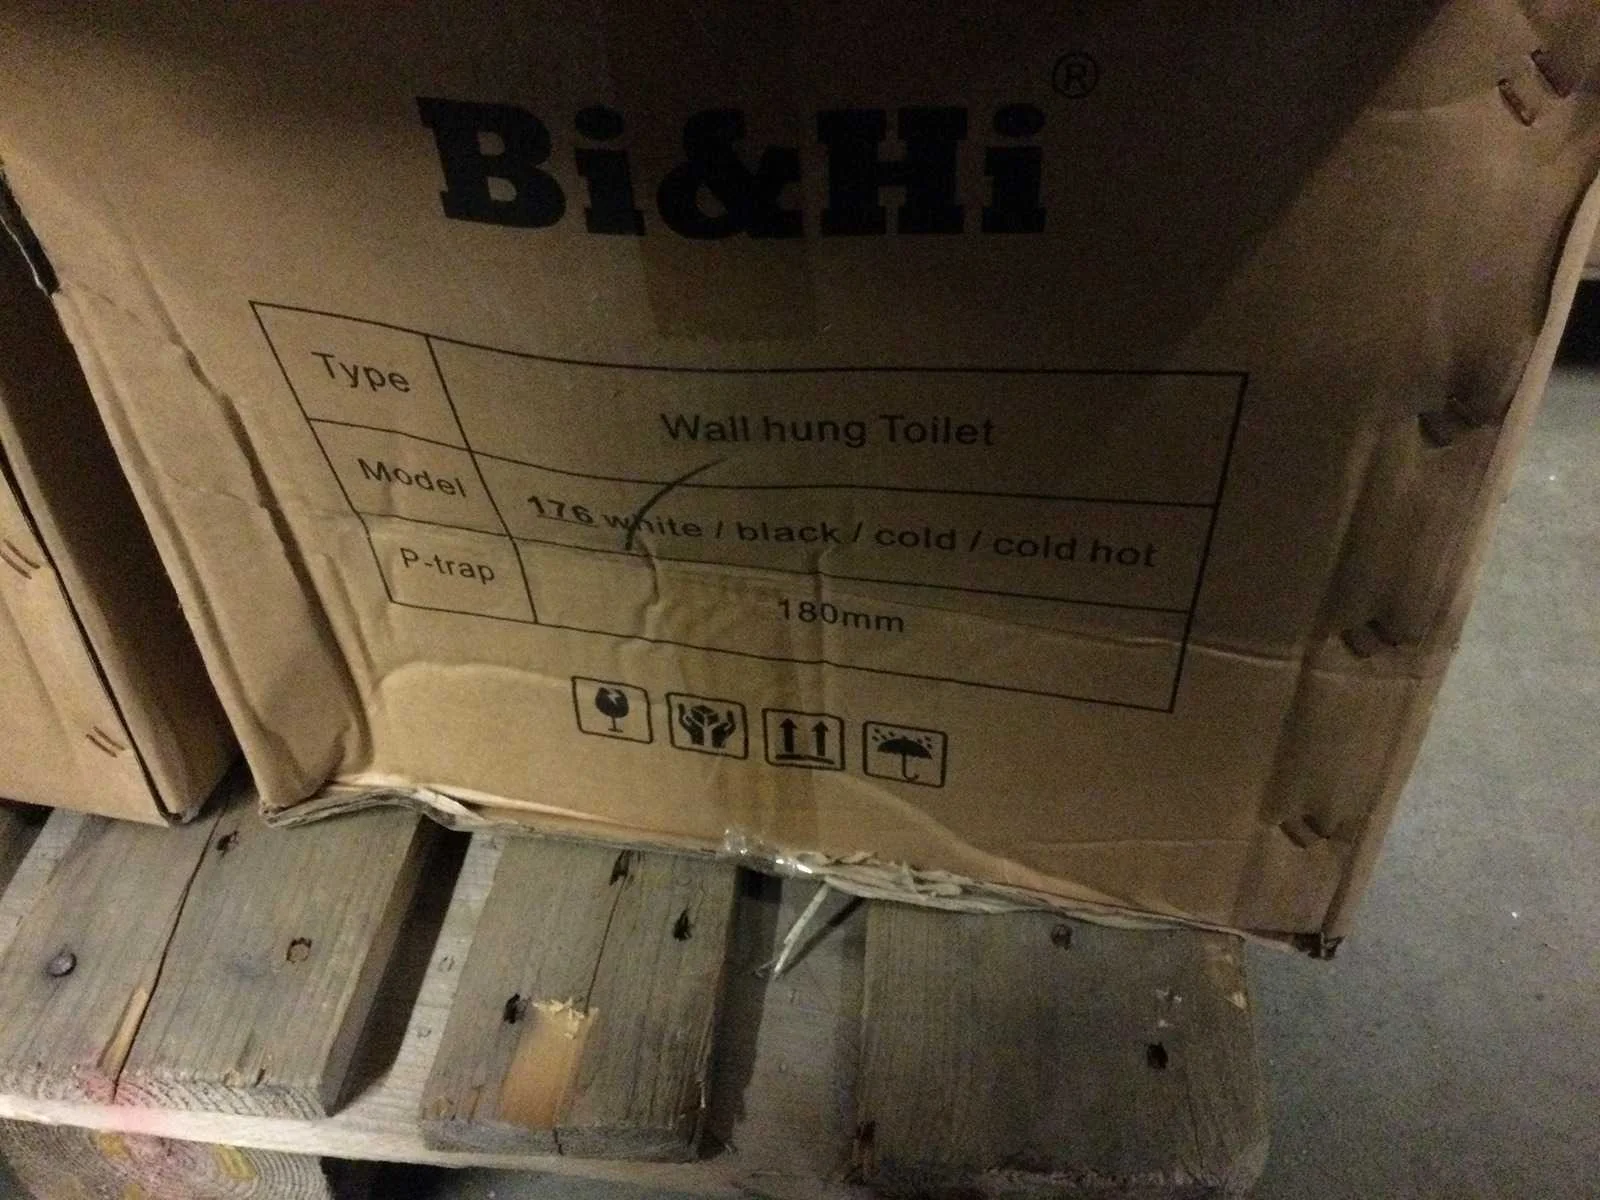 Bi&Hi®
Type Wall hung Toilet
Model 176 white / black / cold / cold hot
P-trap 180mm